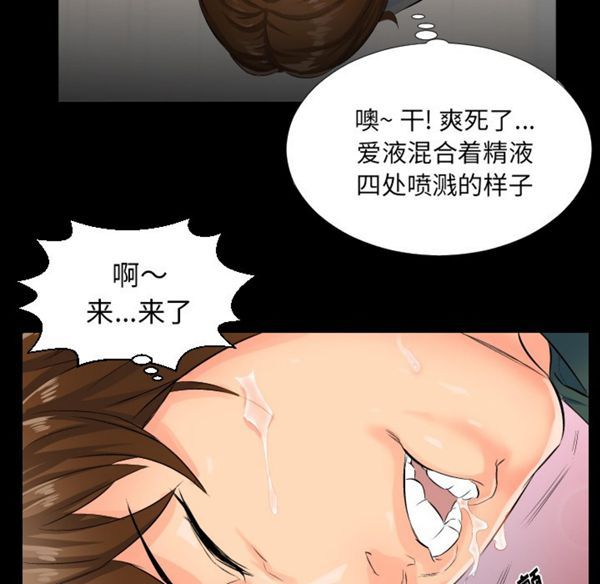 噢~ 干! 爽死了...
爱液混合着精液
四处喷溅的样子
啊～
来...来了